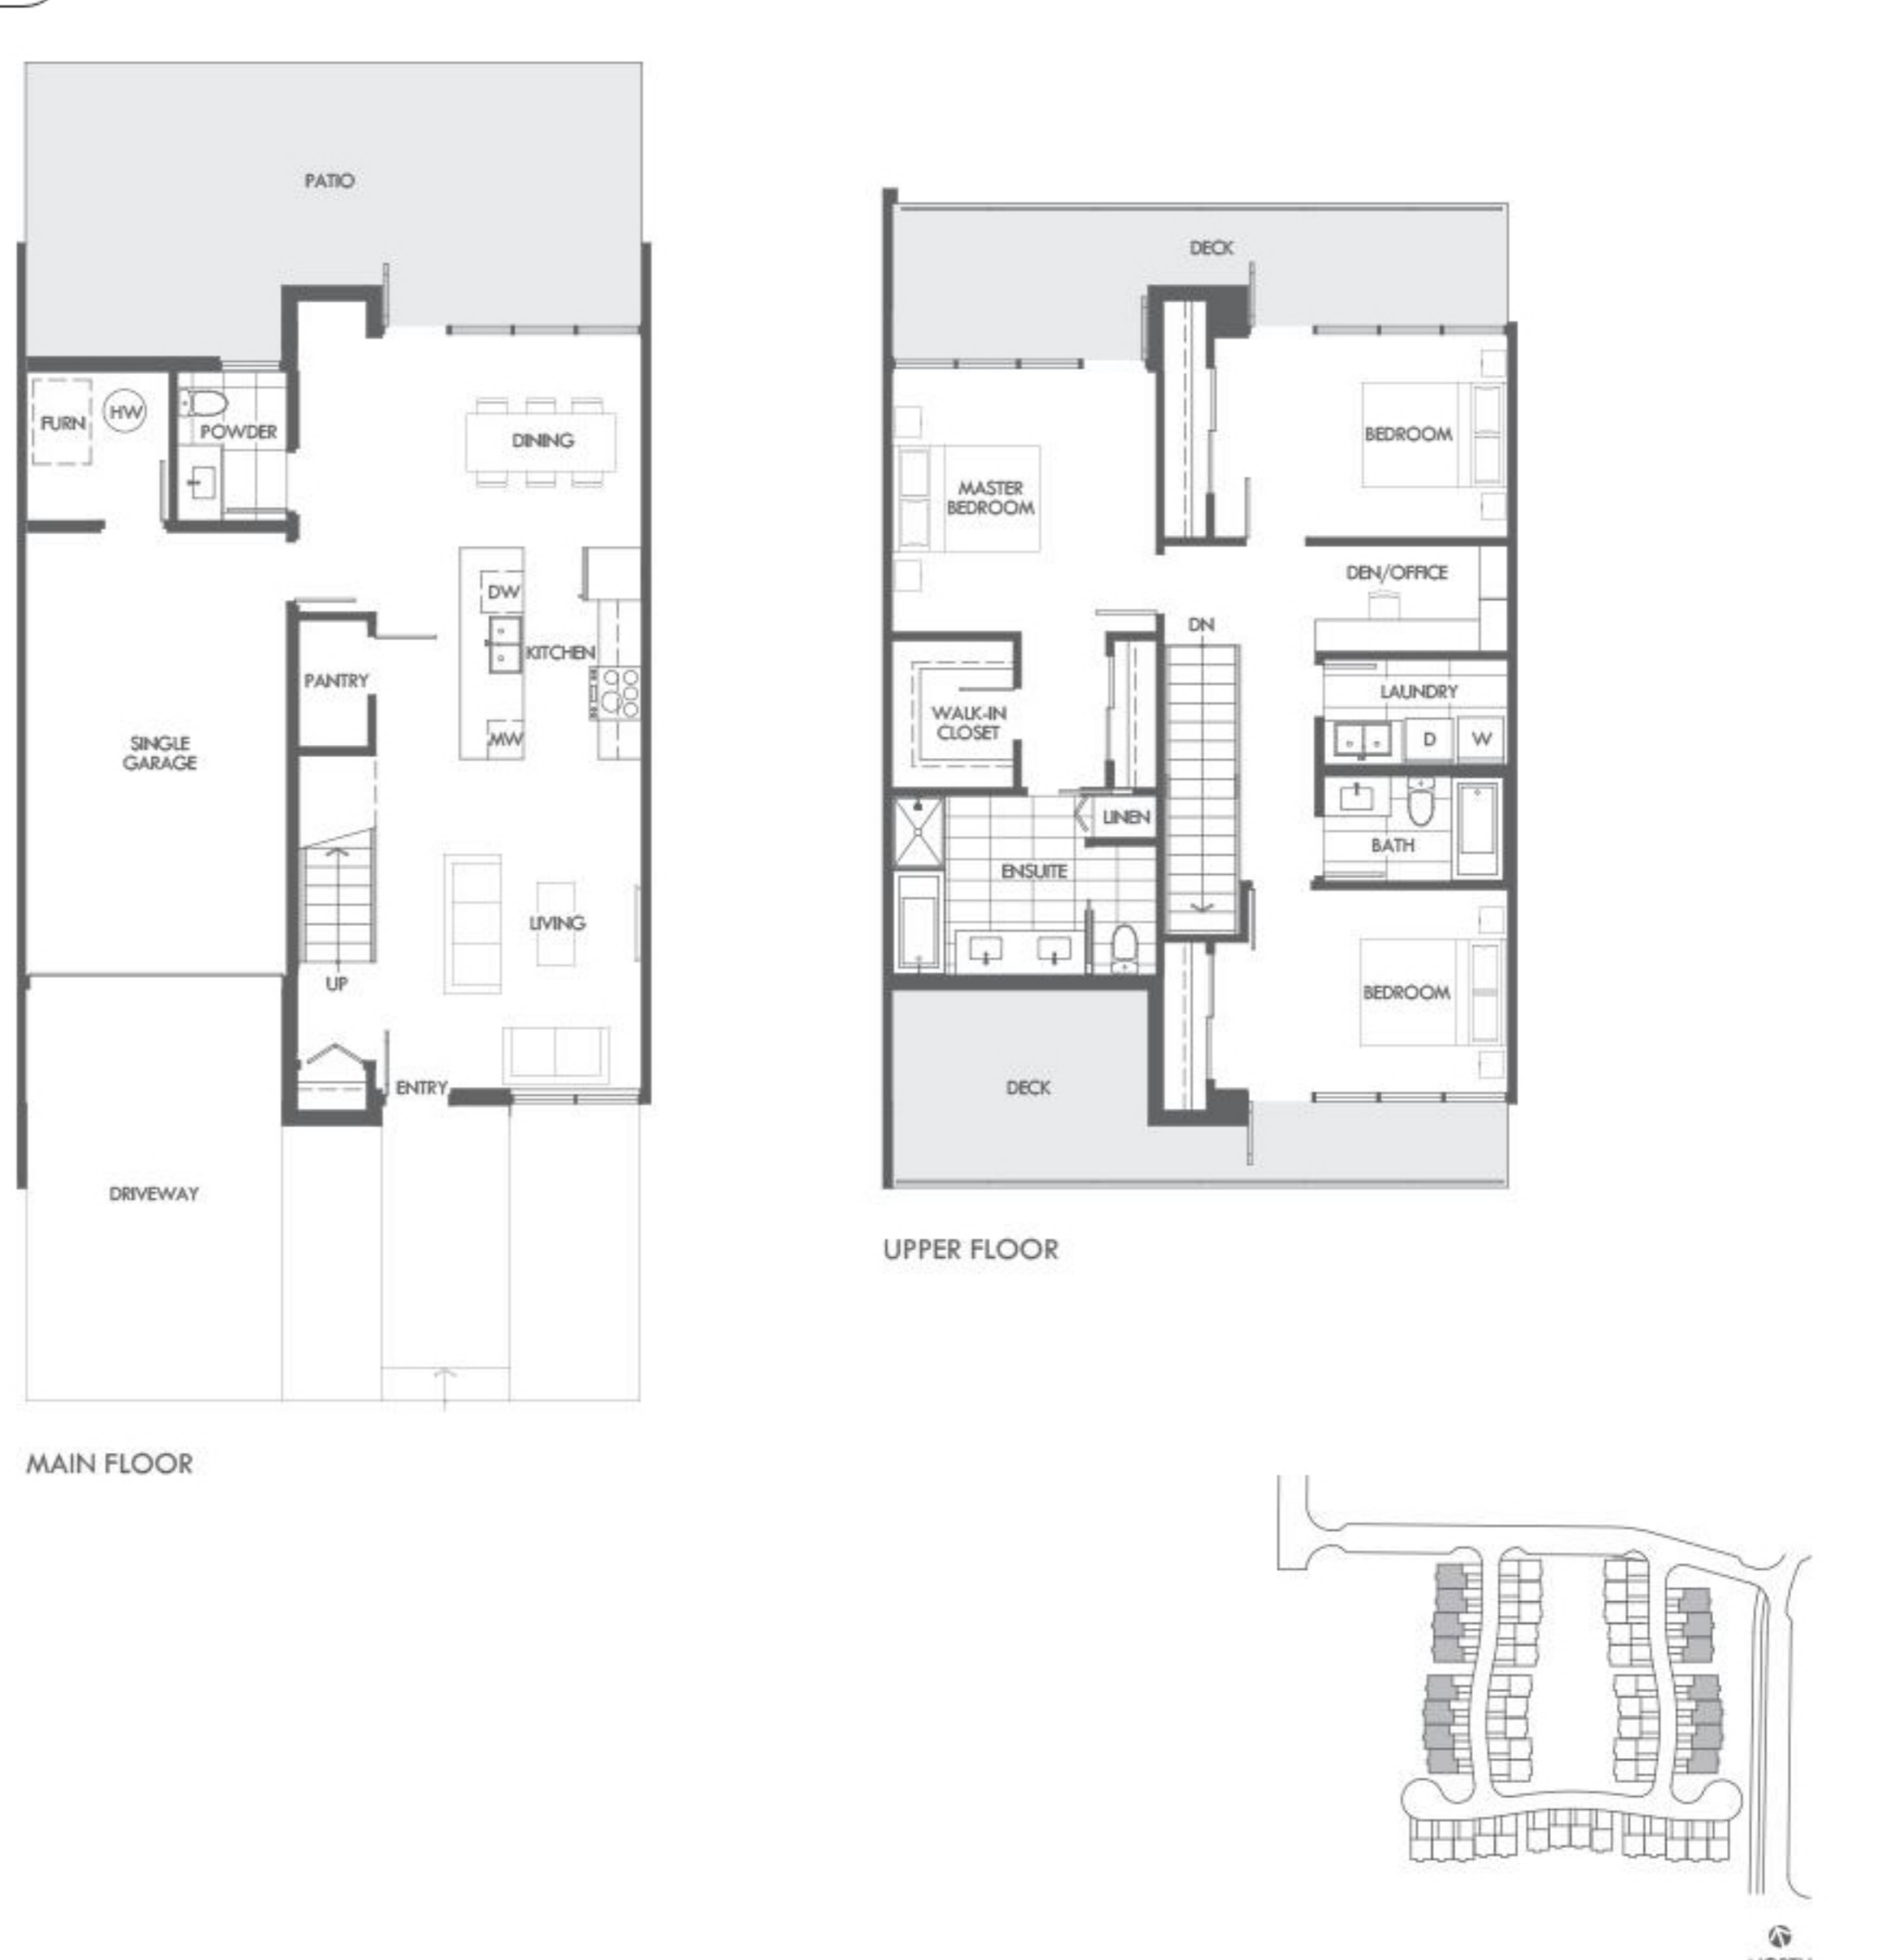 PATIO
FURN
HW
POWDER
DINING
DW
KITCHEN
PANTRY
MW
SINGLE
GARAGE
LIVING
UP
ENTRY
DRIVEWAY
MAIN FLOOR
DECK
BEDROOM
MASTER
BEDROOM
DEN/OFFICE
DN
LAUNDRY
WALK-IN
CLOSET
D
W
LINEN
BATH
ENSUITE
BEDROOM
DECK
UPPER FLOOR